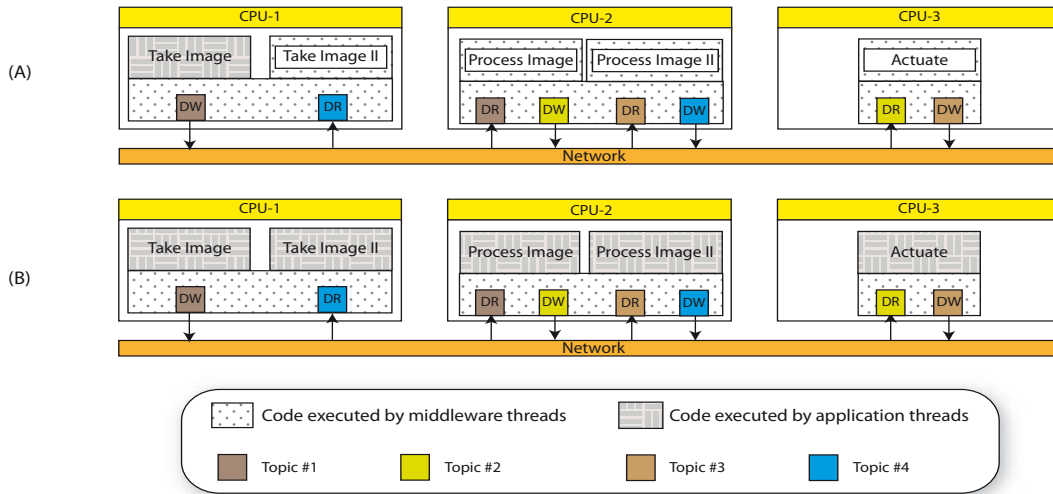 CPU-1 CPU-2 CPU-3
(A)
Take Image Take Image II Process Image Process Image II Actuate
DW DR DR DW DR DW DR DW
Network
CPU-1 CPU-2 CPU-3
(B)
Take Image Take Image II Process Image Process Image II Actuate
DW DR DR DW DR DW DR DW
Network
Code executed by middleware threads Code executed by application threads
Topic #1 Topic #2 Topic #3 Topic #4